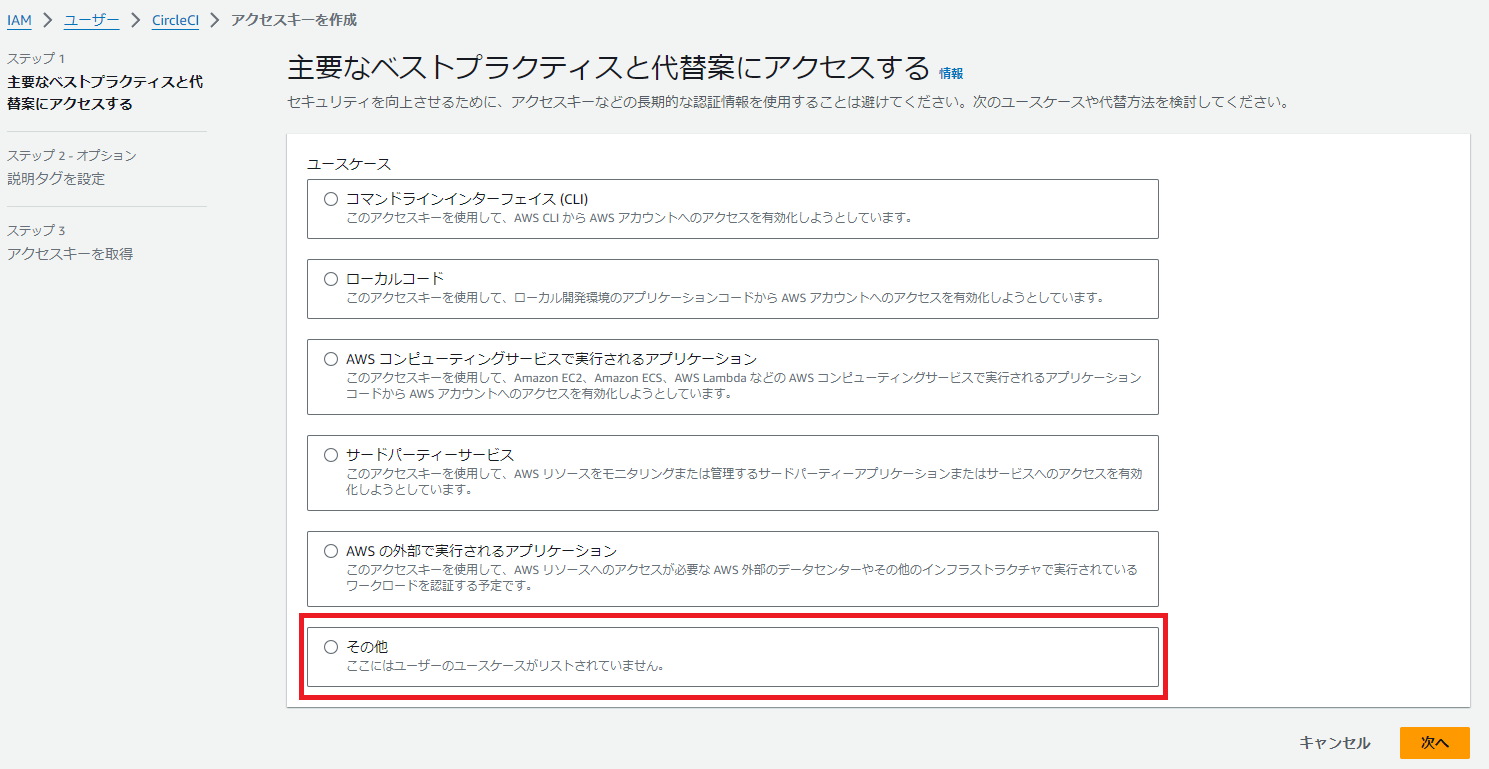 IAM > ユーザー > CircleCI > アクセスキーを作成
ステップ 1
主要なベストプラクティスと代
替案にアクセスする
ステップ 2 - オプション
説明タグを設定
ステップ 3
アクセスキーを取得
主要なベストプラクティスと代替案にアクセスする 情報
セキュリティを向上させるために、アクセスキーなどの長期的な認証情報を使用することは避けてください。次のユースケースや代替方法を検討してください。
ユースケース
コマンドラインインターフェイス (CLI)
このアクセスキーを使用して、AWS CLI から AWS アカウントへのアクセスを有効化しようとしています。
ローカルコード
このアクセスキーを使用して、ローカル開発環境のアプリケーションコードから AWS アカウントへのアクセスを有効化しようとしています。
AWS コンピューティングサービスで実行されるアプリケーション
このアクセスキーを使用して、Amazon EC2、Amazon ECS、AWS Lambda などの AWS コンピューティングサービスで実行されるアプリケーション
コードから AWS アカウントへのアクセスを有効化しようとしています。
サードパーティーサービス
このアクセスキーを使用して、AWS リソースをモニタリングまたは管理するサードパーティーアプリケーションまたはサービスへのアクセスを有効
化しようとしています。
AWS の外部で実行されるアプリケーション
このアクセスキーを使用して、AWS リソースへのアクセスが必要な AWS 外部のデータセンターやその他のインフラストラクチャで実行されている
ワークロードを認証する予定です。
その他
ここにはユーザーのユースケースがリストされていません。
キャンセル
次へ